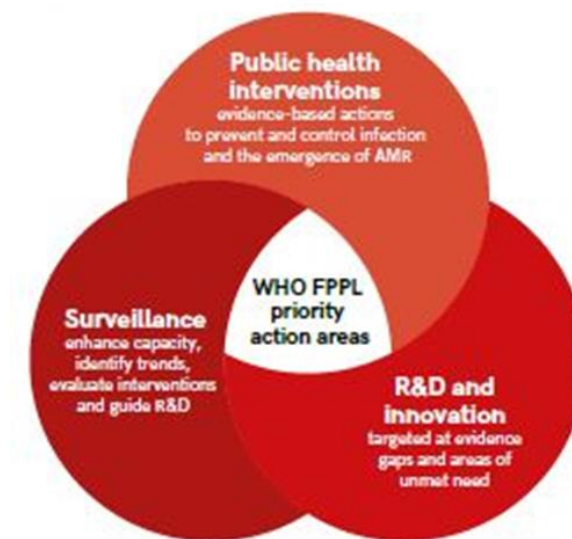 Public health
interventions
evidence-based actions
to prevent and control infection
and the emergence of AMR
WHO FPPL
priority
action areas
Surveillance
enhance capacity,
identify trends,
evaluate interventions
and guide R&D
R&D and
innovation
targeted at evidence
gaps and areas of
unmet need